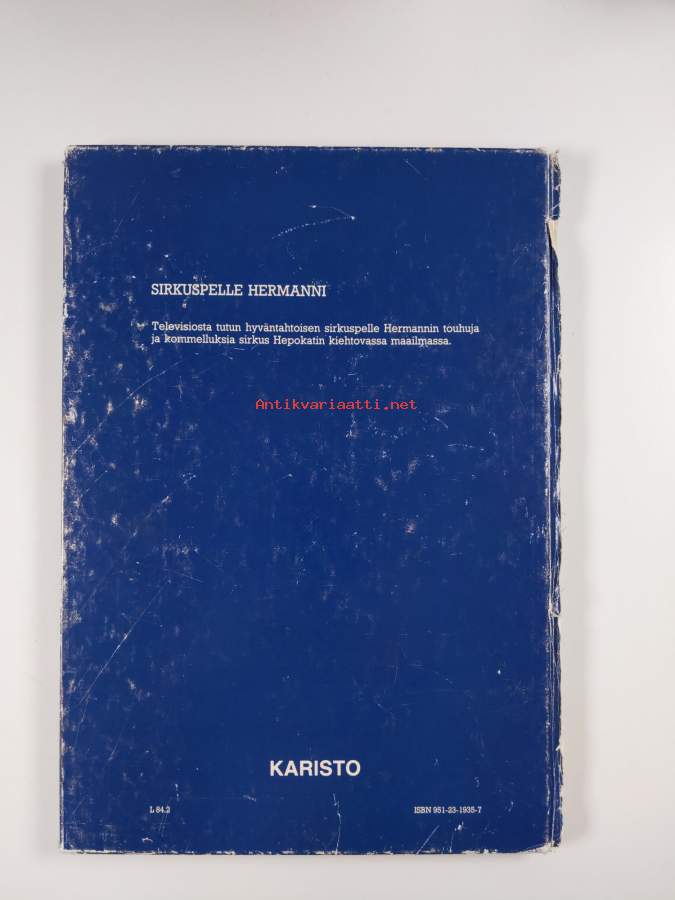 SIRKUSPELLE HERMANNI
Televisiosta tutun hyväntahtoisen sirkuspelle Hermannin touhuja
ja kommelluksia sirkus Hepokatin kiehtovassa maailmassa.
Antikvariaatti.net
KARISTO
L 84.2
ISBN 951-23-1935-7